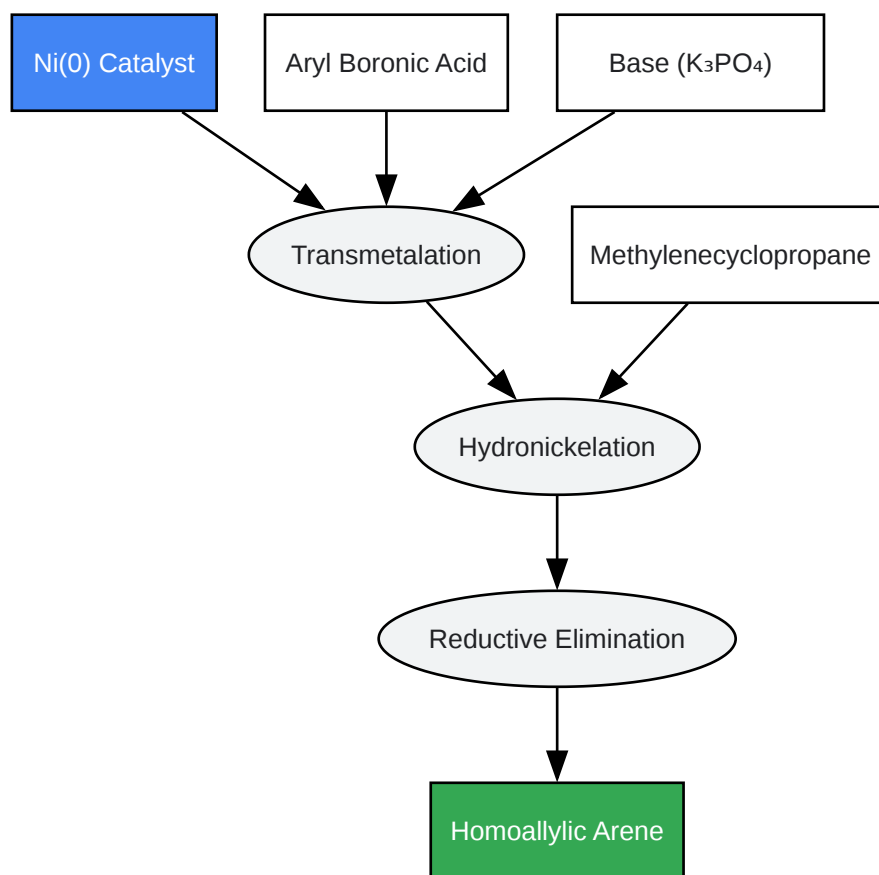 Ni(0) Catalyst
Aryl Boronic Acid
Base (K₃PO₄)
Transmetalation
Methylenecyclopropane
Hydronickelation
Reductive Elimination
Homoallylic Arene